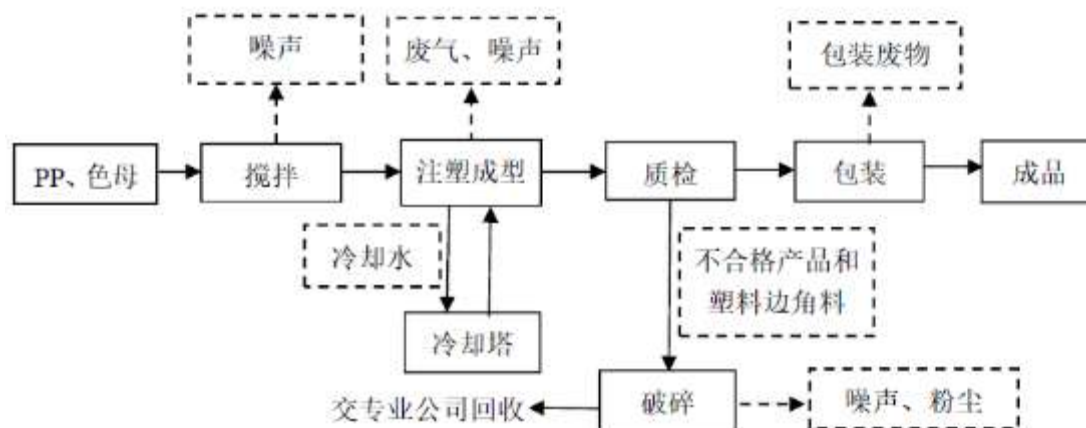 噪声
废气、噪声
包装废物
PP、色母
搅拌
注塑成型
质检
包装
成品
冷却水
不合格产品和
塑料边角料
冷却塔
交专业公司回收
破碎
噪声、粉尘